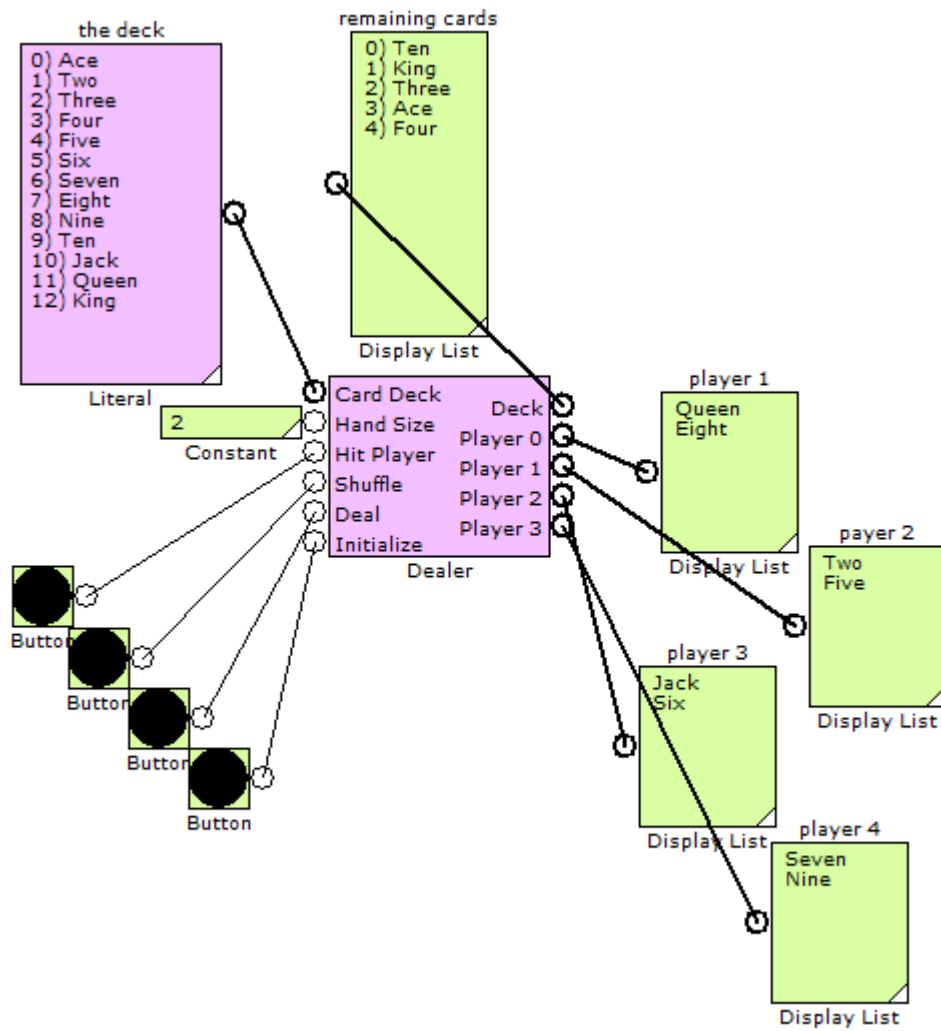 the deck
0) Ace
1) Two
2) Three
3) Four
4) Five
5) Six
6) Seven
7) Eight
8) Nine
9) Ten
10) Jack
11) Queen
12) King
Literal
remaining cards
0) Ten
1) King
2) Three
3) Ace
4) Four
Display List
2
Constant
Card Deck
Hand Size
Hit Player
Shuffle
Deal
Initialize
Deck
Player 0
Player 1
Player 2
Player 3
Dealer
player 1
Queen
Eight
Display List
payer 2
Two
Five
Display List
player 3
Jack
Six
Display List
player 4
Seven
Nine
Display List
Button
Button
Button
Button